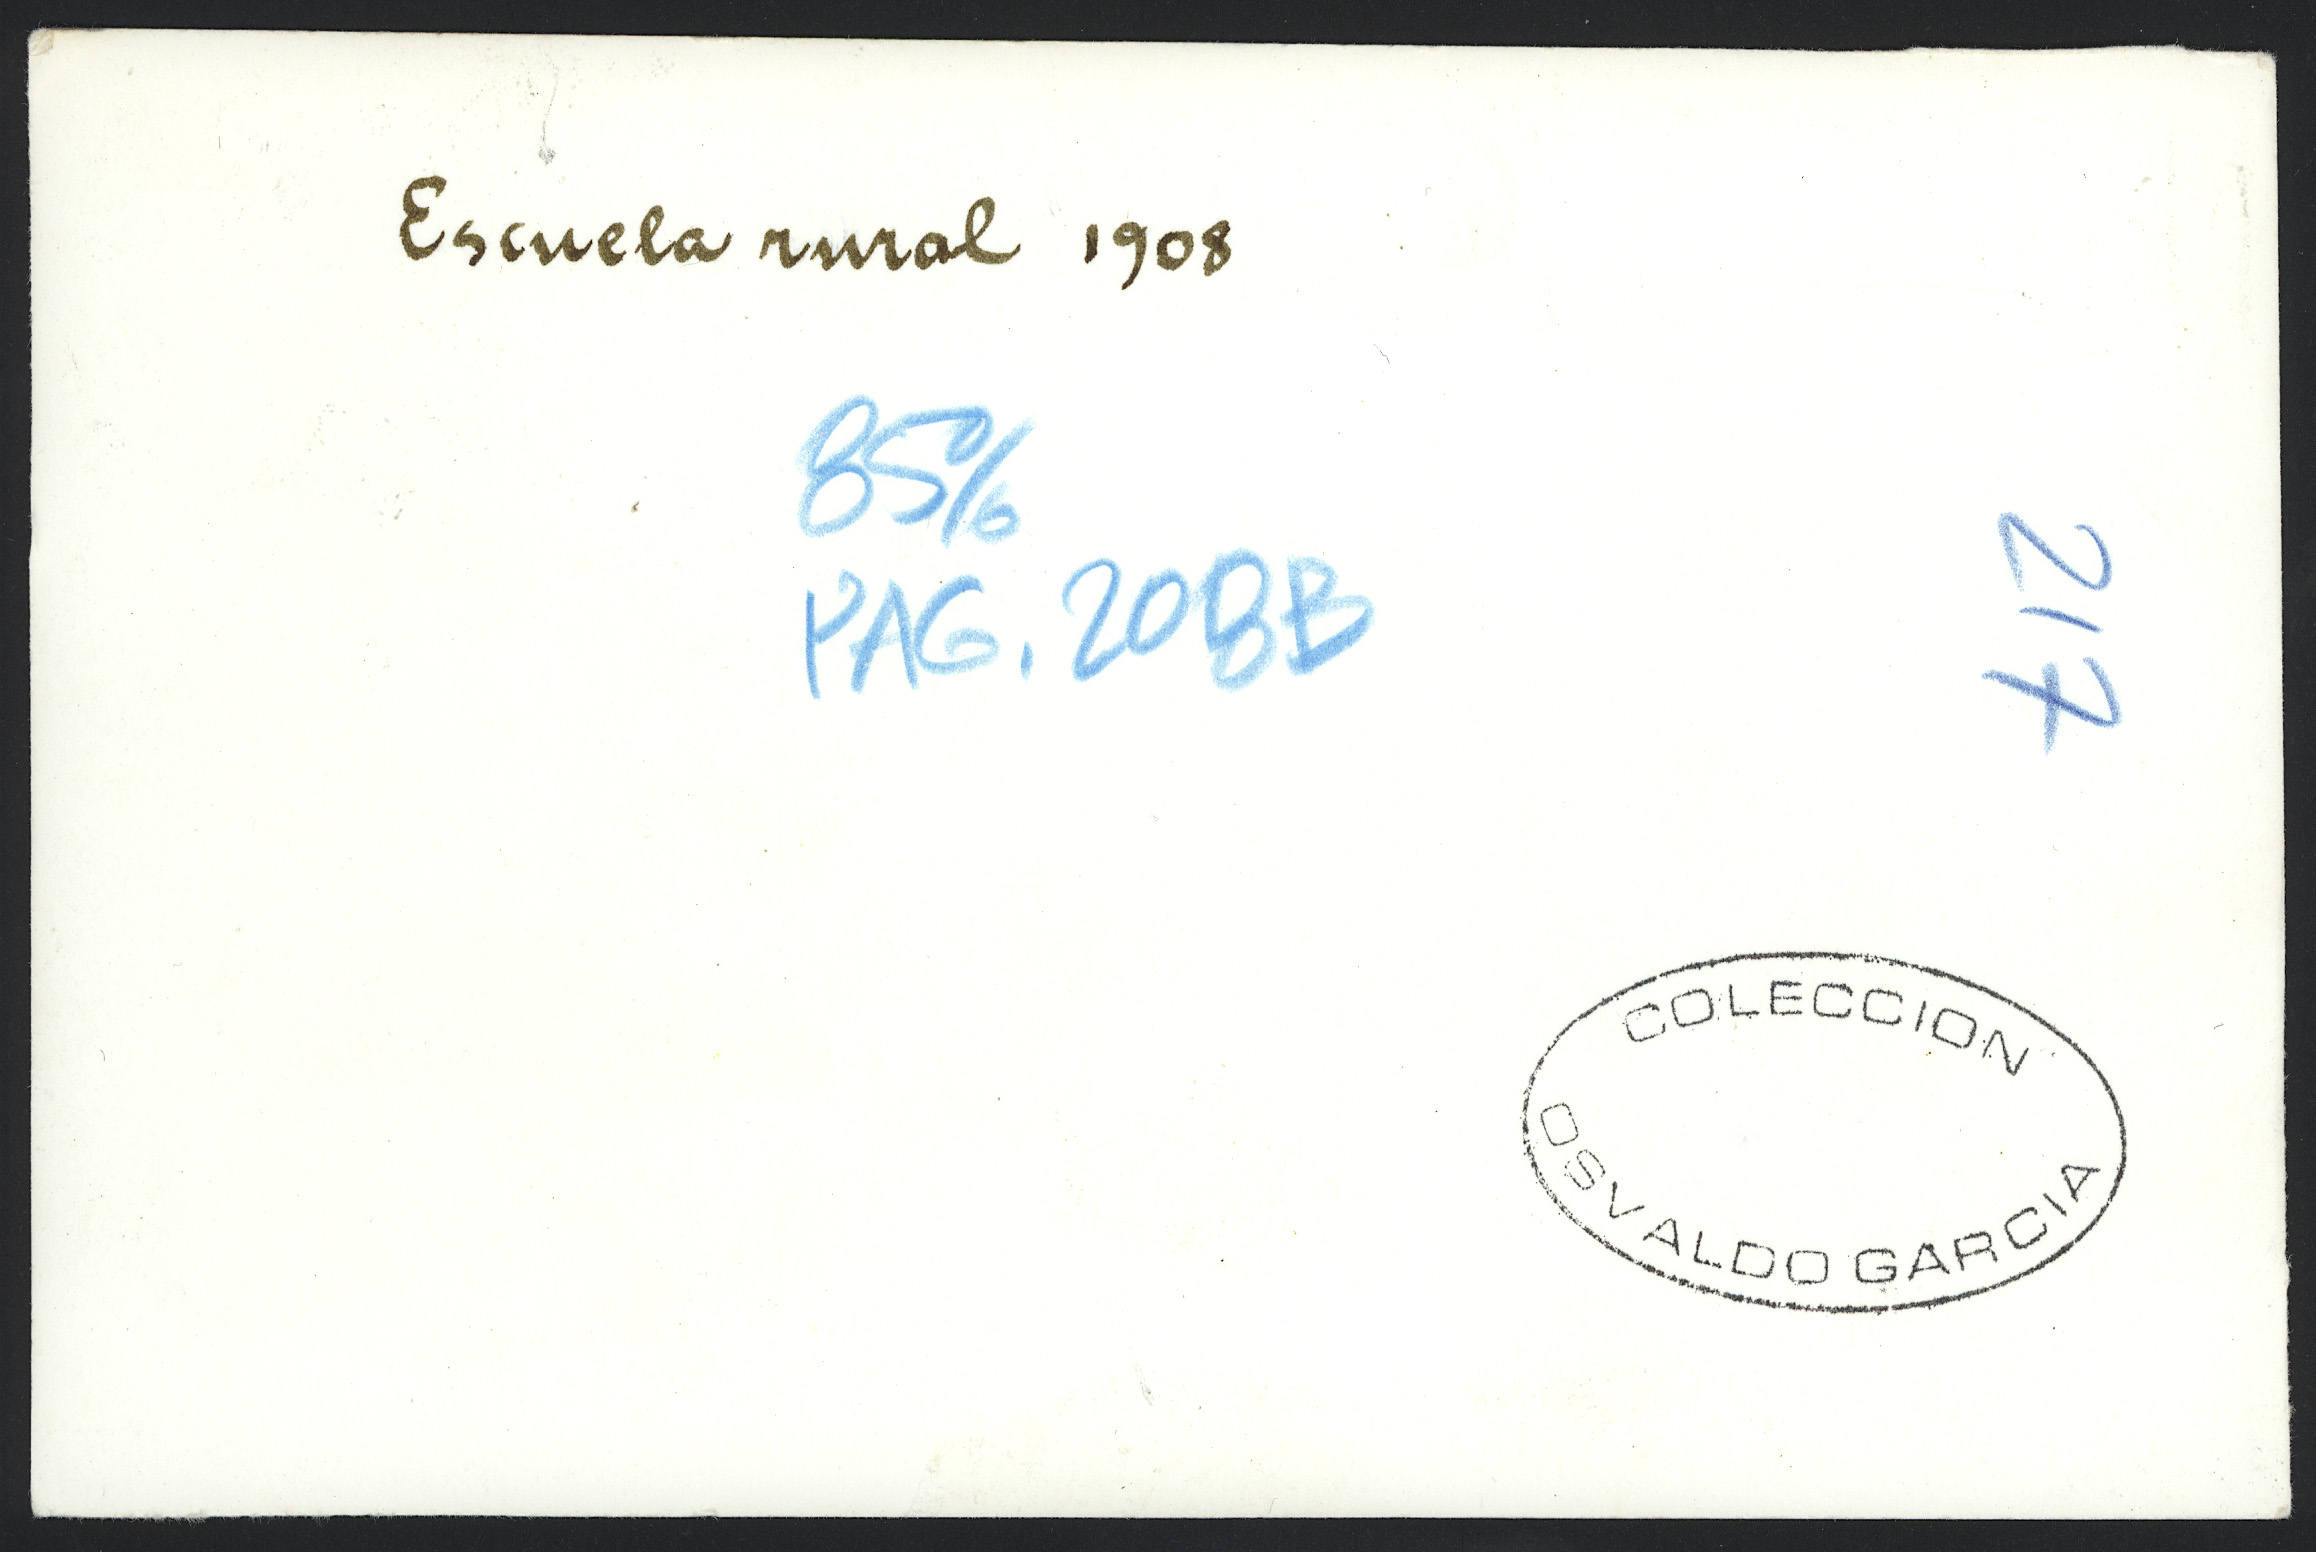 Escuela rural 1908
85%
PAG. 208B
217
COLECCION
OSVALDO GARCIA